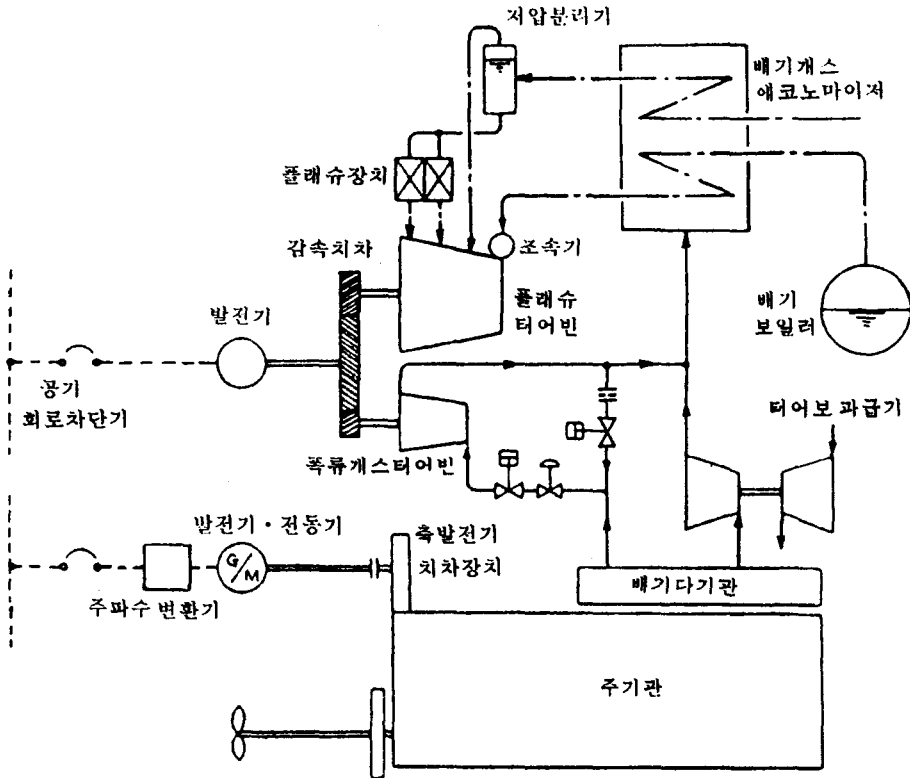 저압분리기
배기개스
에코노마이저
플래슈장치
감속치차
조속기
플래슈
터어빈
발전기
배기
보일러
공기
회로차단기
터어보 과급기
폭류개스터어빈
발전기·전동기
축발전기
치차장치
G/M
배기다기관
주파수 변환기
주기관